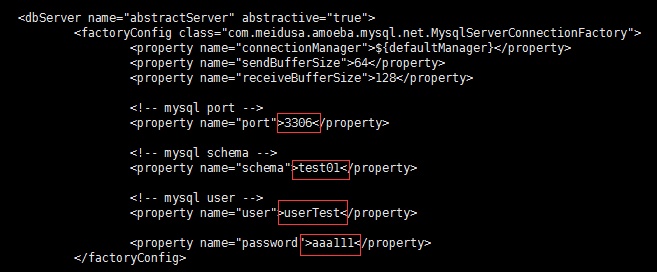 <dbServer name="abstractServer" abstractive="true">
<factoryConfig class="com.meidusa.amoeba.mysql.net.MysqlServerConnectionFactory">
<property name="connectionManager">${defaultManager}</property>
<property name="sendBufferSize">64</property>
<property name="receiveBufferSize">128</property>
<!-- mysql port -->
<property name="port">3306</property>
<!-- mysql schema -->
<property name="schema">test01</property>
<!-- mysql user -->
<property name="user">userTest</property>
<property name="password">aaa111</property>
</factoryConfig>